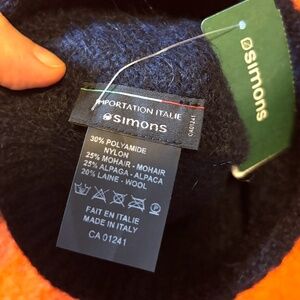 IMPORTATION ITALIE
simons
CA01241
simons
30% POLYAMIDE
NYLON
25% MOHAIR - MOHAIR
25% ALPAGA - ALPACA
20% LAINE - WOOL
FAIT EN ITALIE
MADE IN ITALY
CA 01241